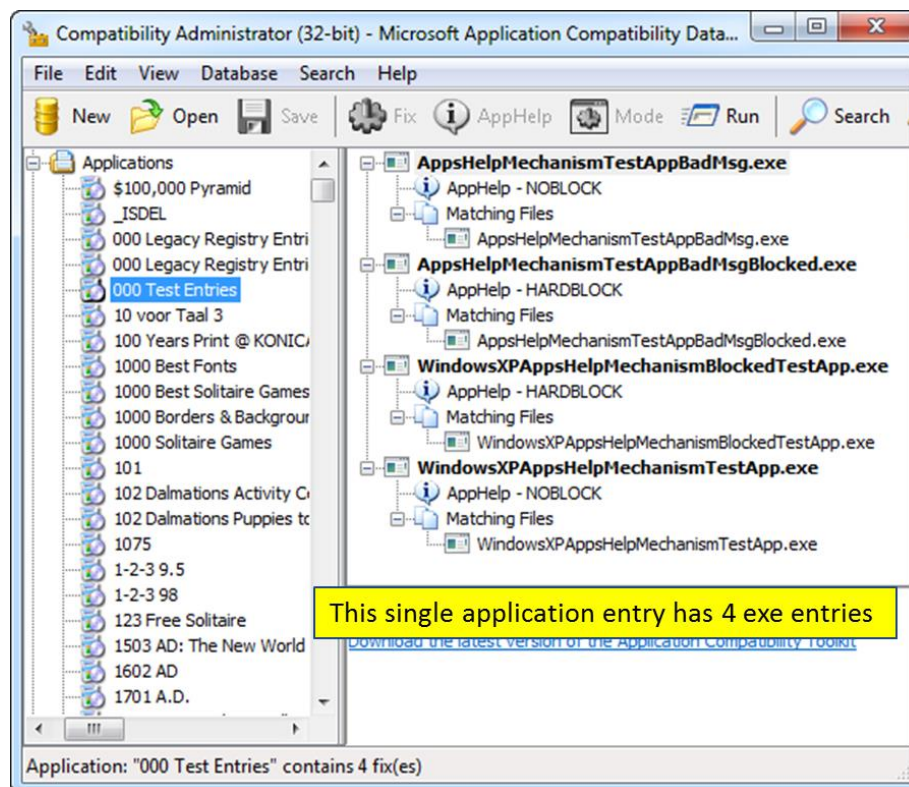 Compatibility Administrator (32-bit) - Microsoft Application Compatibility Data...
File Edit View Database Search Help
New Open Save Fix AppHelp Mode Run Search
Applications
$100,000 Pyramid
_ISDEL
000 Legacy Registry Entri
000 Legacy Registry Entri
000 Test Entries
10 voor Taal 3
100 Years Print @ KONICA
1000 Best Fonts
1000 Best Solitaire Games
1000 Borders & Backgrour
1000 Solitaire Games
101
102 Dalmations Activity C
102 Dalmations Puppies to
1075
1-2-3 9.5
1-2-3 98
123 Free Solitaire
1503 AD: The New World
1602 AD
1701 A.D.
AppsHelpMechanismTestAppBadMsg.exe
AppHelp - NOBLOCK
Matching Files
AppsHelpMechanismTestAppBadMsg.exe
AppsHelpMechanismTestAppBadMsgBlocked.exe
AppHelp - HARDBLOCK
Matching Files
AppsHelpMechanismTestAppBadMsgBlocked.exe
WindowsXPAppsHelpMechanismBlockedTestApp.exe
AppHelp - HARDBLOCK
Matching Files
WindowsXPAppsHelpMechanismBlockedTestApp.exe
WindowsXPAppsHelpMechanismTestApp.exe
AppHelp - NOBLOCK
Matching Files
WindowsXPAppsHelpMechanismTestApp.exe
This single application entry has 4 exe entries
Download the latest version of the Application Compatibility Toolkit
Application: "000 Test Entries" contains 4 fix(es)